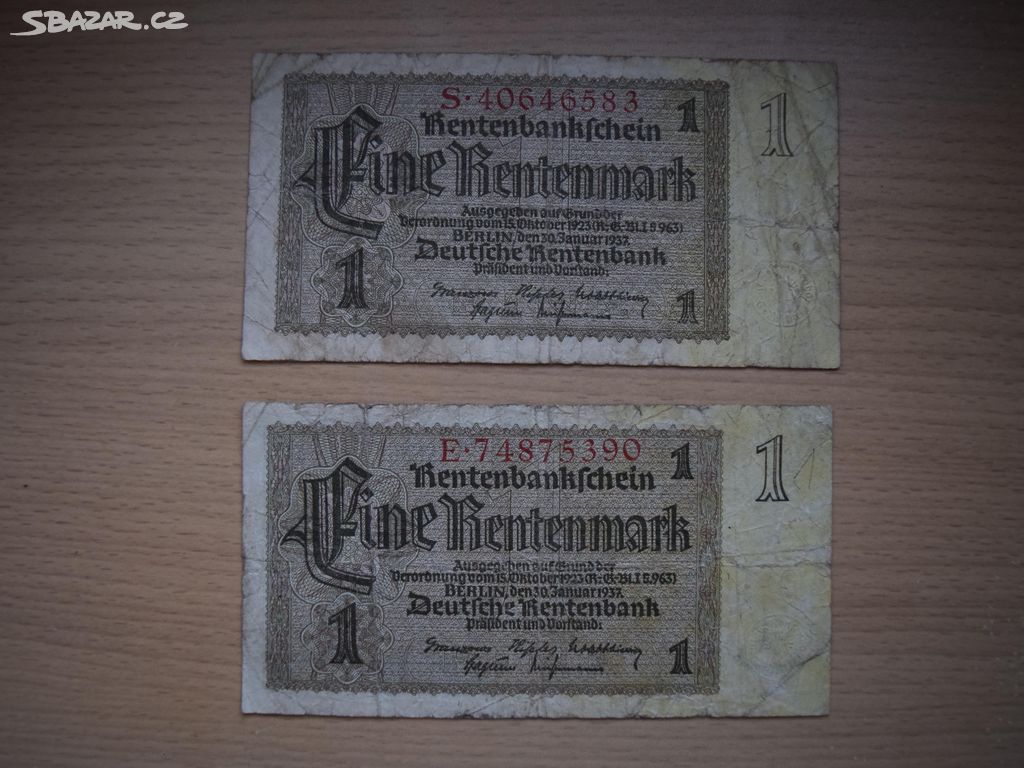 SBAZAR.CZ
S·40646583
1
1
Rentenbankschein
Eine Rentenmark
Ausgegeben auf Grund der
Verordnung vom 15. Oktober 1923 (R.-G.-Bl. I S. 963)
BERLIN, den 30. Januar 1937.
Deutsche Rentenbank
Präsident und Vorstand:
1
1
E·74875390
1
1
Rentenbankschein
Eine Rentenmark
Ausgegeben auf Grund der
Verordnung vom 15. Oktober 1923 (R.-G.-Bl. I S. 963)
BERLIN, den 30. Januar 1937.
Deutsche Rentenbank
Präsident und Vorstand:
1
1